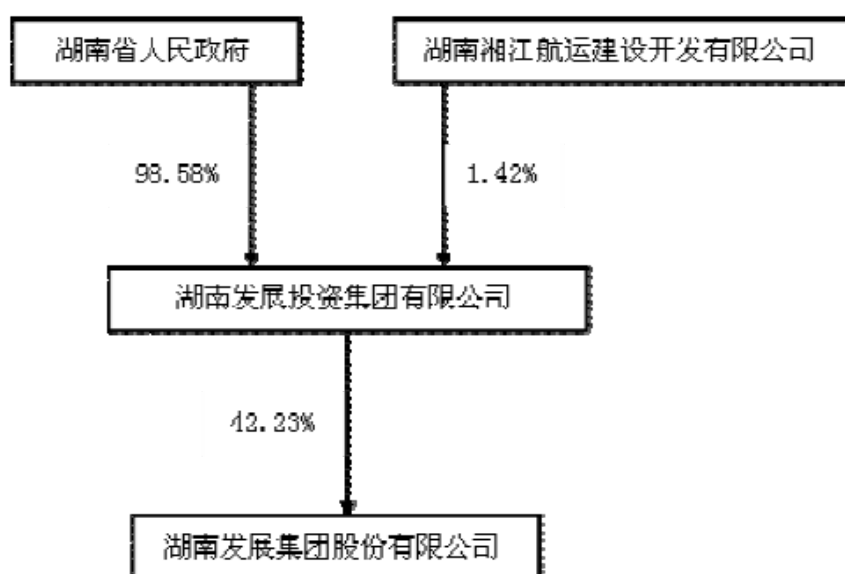 湖南省人民政府
湖南湘江航运建设开发有限公司
98.58%
1.42%
湖南发展投资集团有限公司
42.23%
湖南发展集团股份有限公司